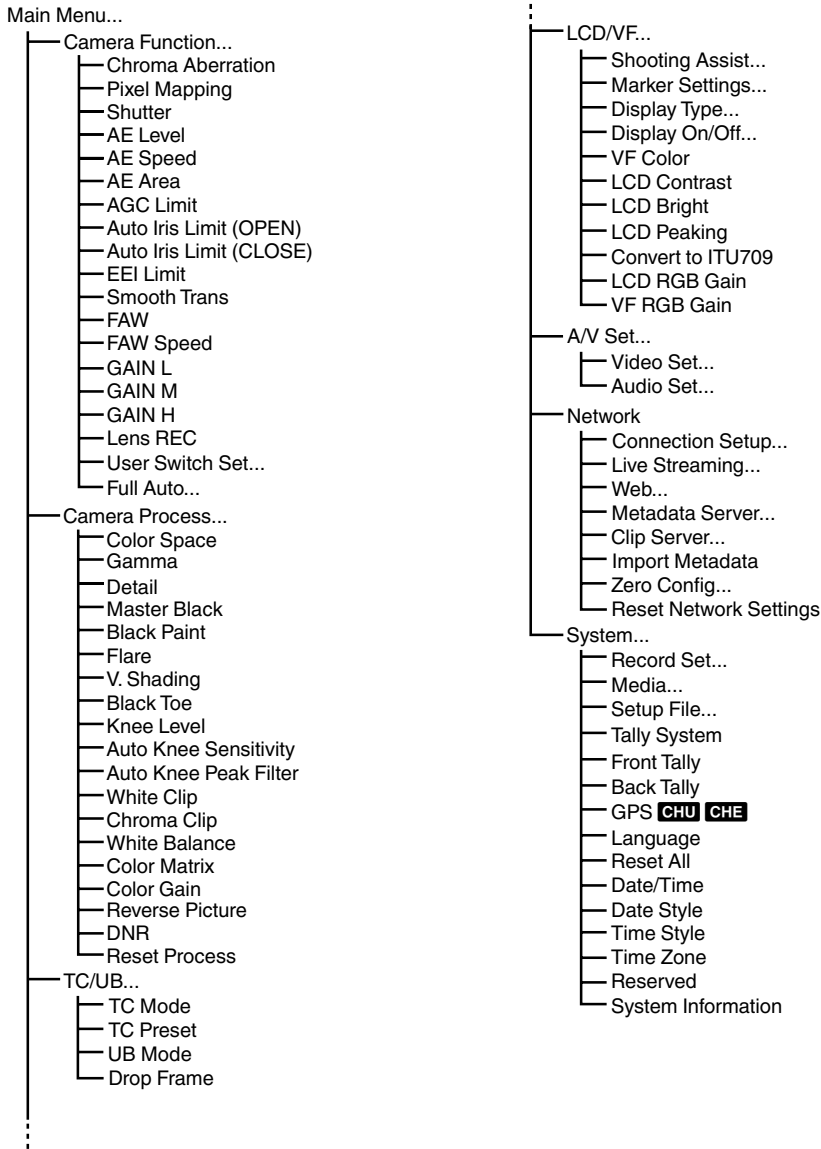 Main Menu...
Camera Function...
Chroma Aberration
Pixel Mapping
Shutter
AE Level
AE Speed
AE Area
AGC Limit
Auto Iris Limit (OPEN)
Auto Iris Limit (CLOSE)
EEI Limit
Smooth Trans
FAW
FAW Speed
GAIN L
GAIN M
GAIN H
Lens REC
User Switch Set...
Full Auto...
Camera Process...
Color Space
Gamma
Detail
Master Black
Black Paint
Flare
V. Shading
Black Toe
Knee Level
Auto Knee Sensitivity
Auto Knee Peak Filter
White Clip
Chroma Clip
White Balance
Color Matrix
Color Gain
Reverse Picture
DNR
Reset Process
TC/UB...
TC Mode
TC Preset
UB Mode
Drop Frame
LCD/VF...
Shooting Assist...
Marker Settings...
Display Type...
Display On/Off...
VF Color
LCD Contrast
LCD Bright
LCD Peaking
Convert to ITU709
LCD RGB Gain
VF RGB Gain
A/V Set...
Video Set...
Audio Set...
Network
Connection Setup...
Live Streaming...
Web...
Metadata Server...
Clip Server...
Import Metadata
Zero Config...
Reset Network Settings
System...
Record Set...
Media...
Setup File...
Tally System
Front Tally
Back Tally
GPS CHU CHE
Language
Reset All
Date/Time
Date Style
Time Style
Time Zone
Reserved
System Information